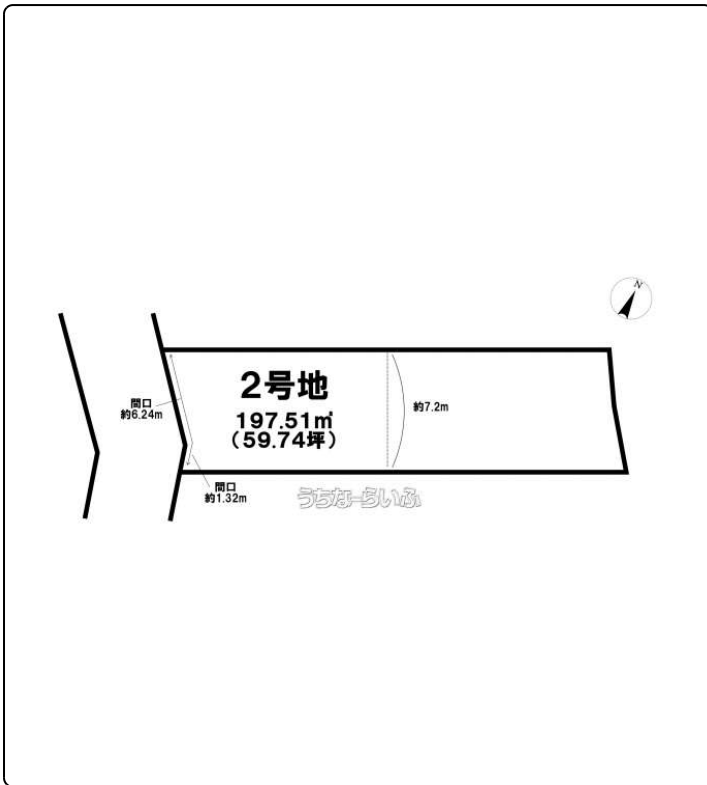 N
2号地
197.51㎡
（59.74坪）
間口
約6.24m
約7.2m
間口
約1.32m
うちなーらいふ